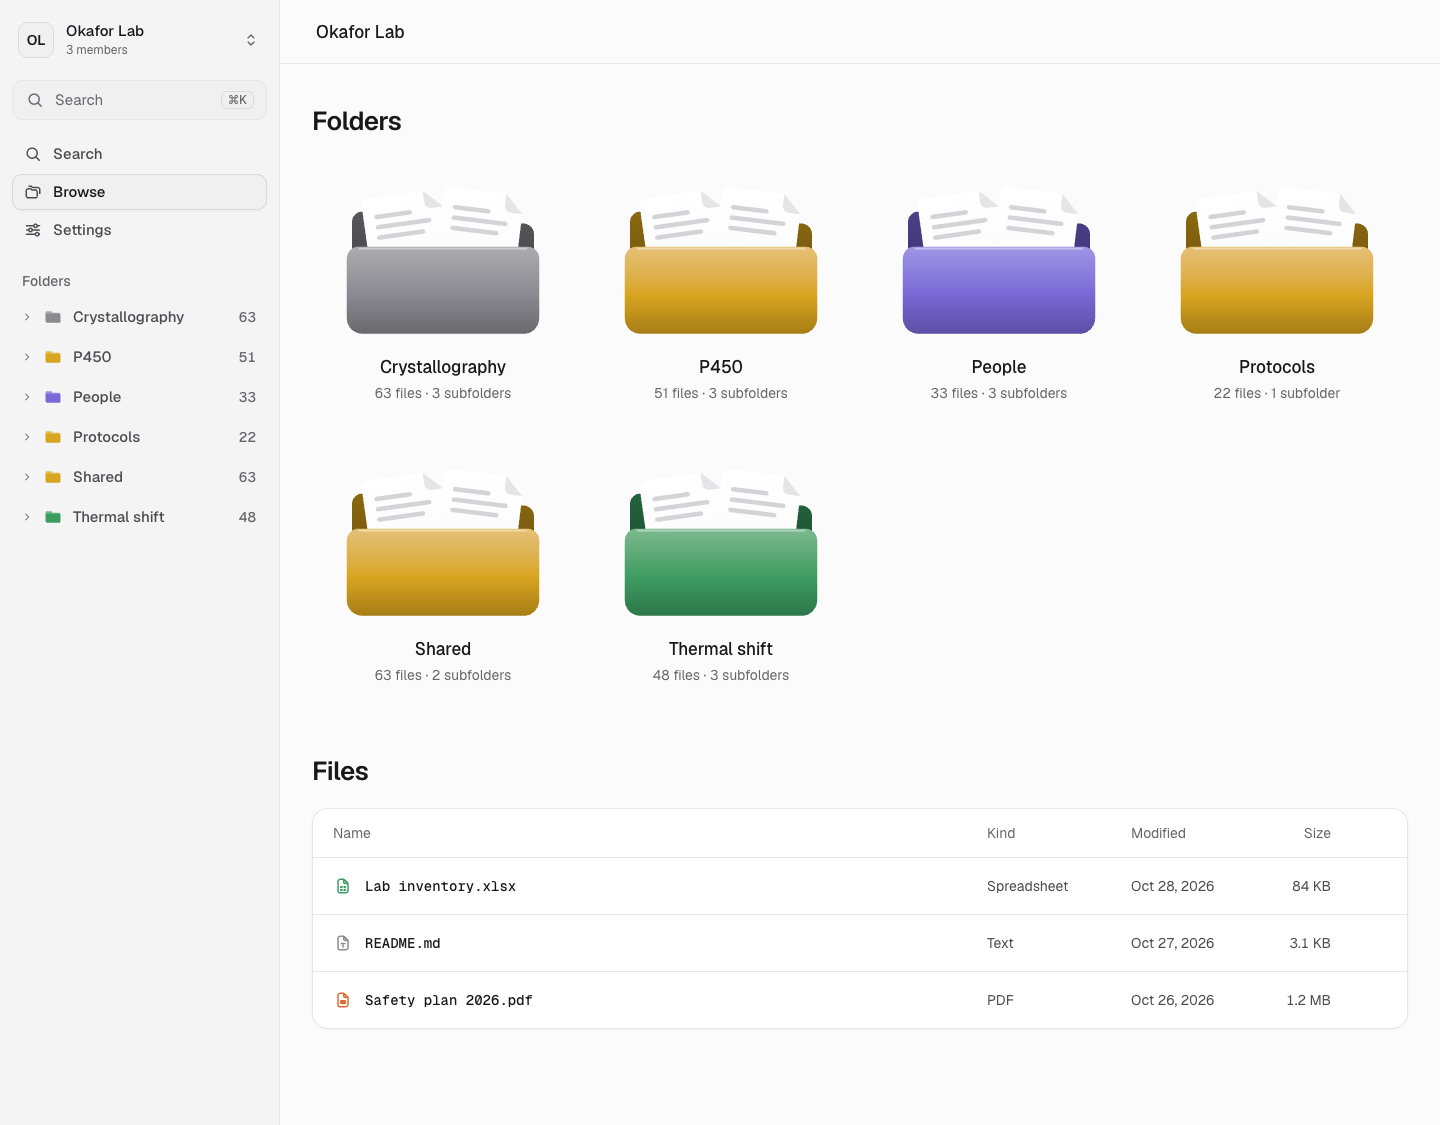 OL
Okafor Lab
3 members
Search
⌘K
Search
Browse
Settings
Folders
Crystallography 63
P450 51
People 33
Protocols 22
Shared 63
Thermal shift 48
Okafor Lab
Folders
Crystallography
63 files · 3 subfolders
P450
51 files · 3 subfolders
People
33 files · 3 subfolders
Protocols
22 files · 1 subfolder
Shared
63 files · 2 subfolders
Thermal shift
48 files · 3 subfolders
Files
Name Kind Modified Size
Lab inventory.xlsx Spreadsheet Oct 28, 2026 84 KB
README.md Text Oct 27, 2026 3.1 KB
Safety plan 2026.pdf PDF Oct 26, 2026 1.2 MB